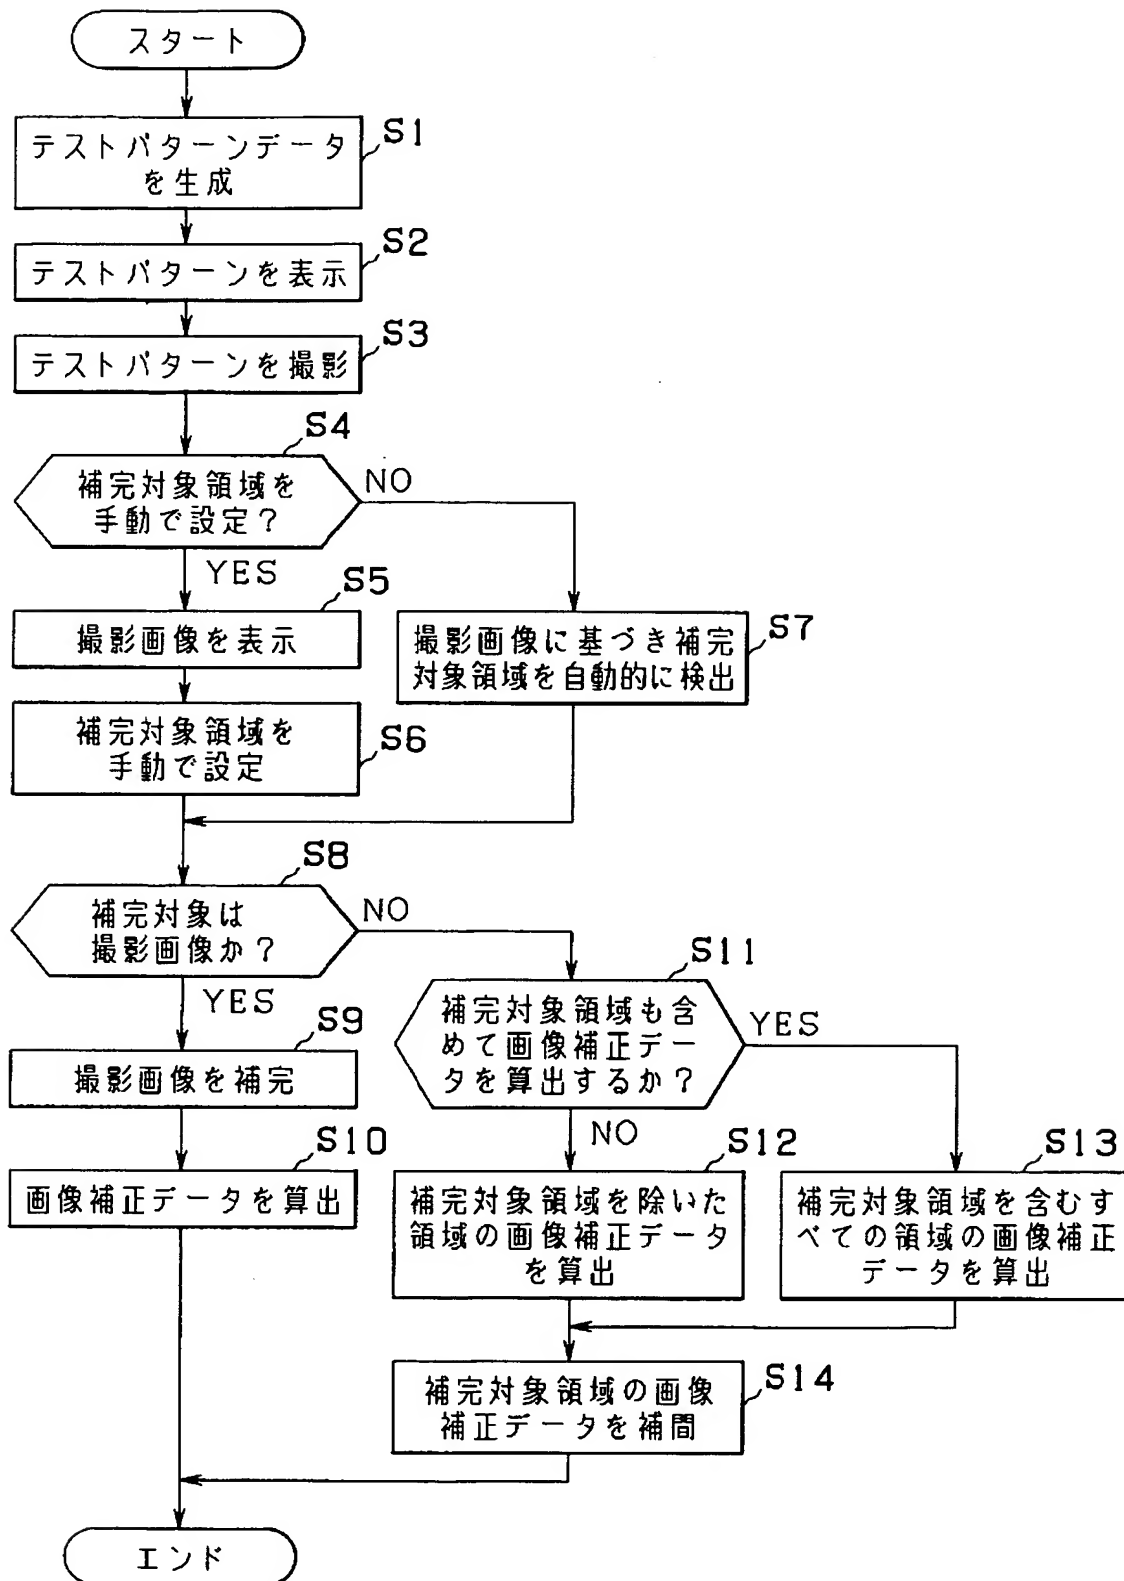 スタート
S1
テストパターンデータ
を生成
S2
テストパターンを表示
S3
テストパターンを撮影
S4
補完対象領域を
手動で設定？
NO
YES
S5
撮影画像を表示
S7
撮影画像に基づき補完
対象領域を自動的に検出
S6
補完対象領域を
手動で設定
S8
補完対象は
撮影画像か？
NO
YES
S11
補完対象領域も含
めて画像補正デー
タを算出するか？
YES
NO
S9
撮影画像を補完
S10
画像補正データを算出
S12
補完対象領域を除いた
領域の画像補正データ
を算出
S13
補完対象領域を含むす
べての領域の画像補正
データを算出
S14
補完対象領域の画像
補正データを補間
エンド